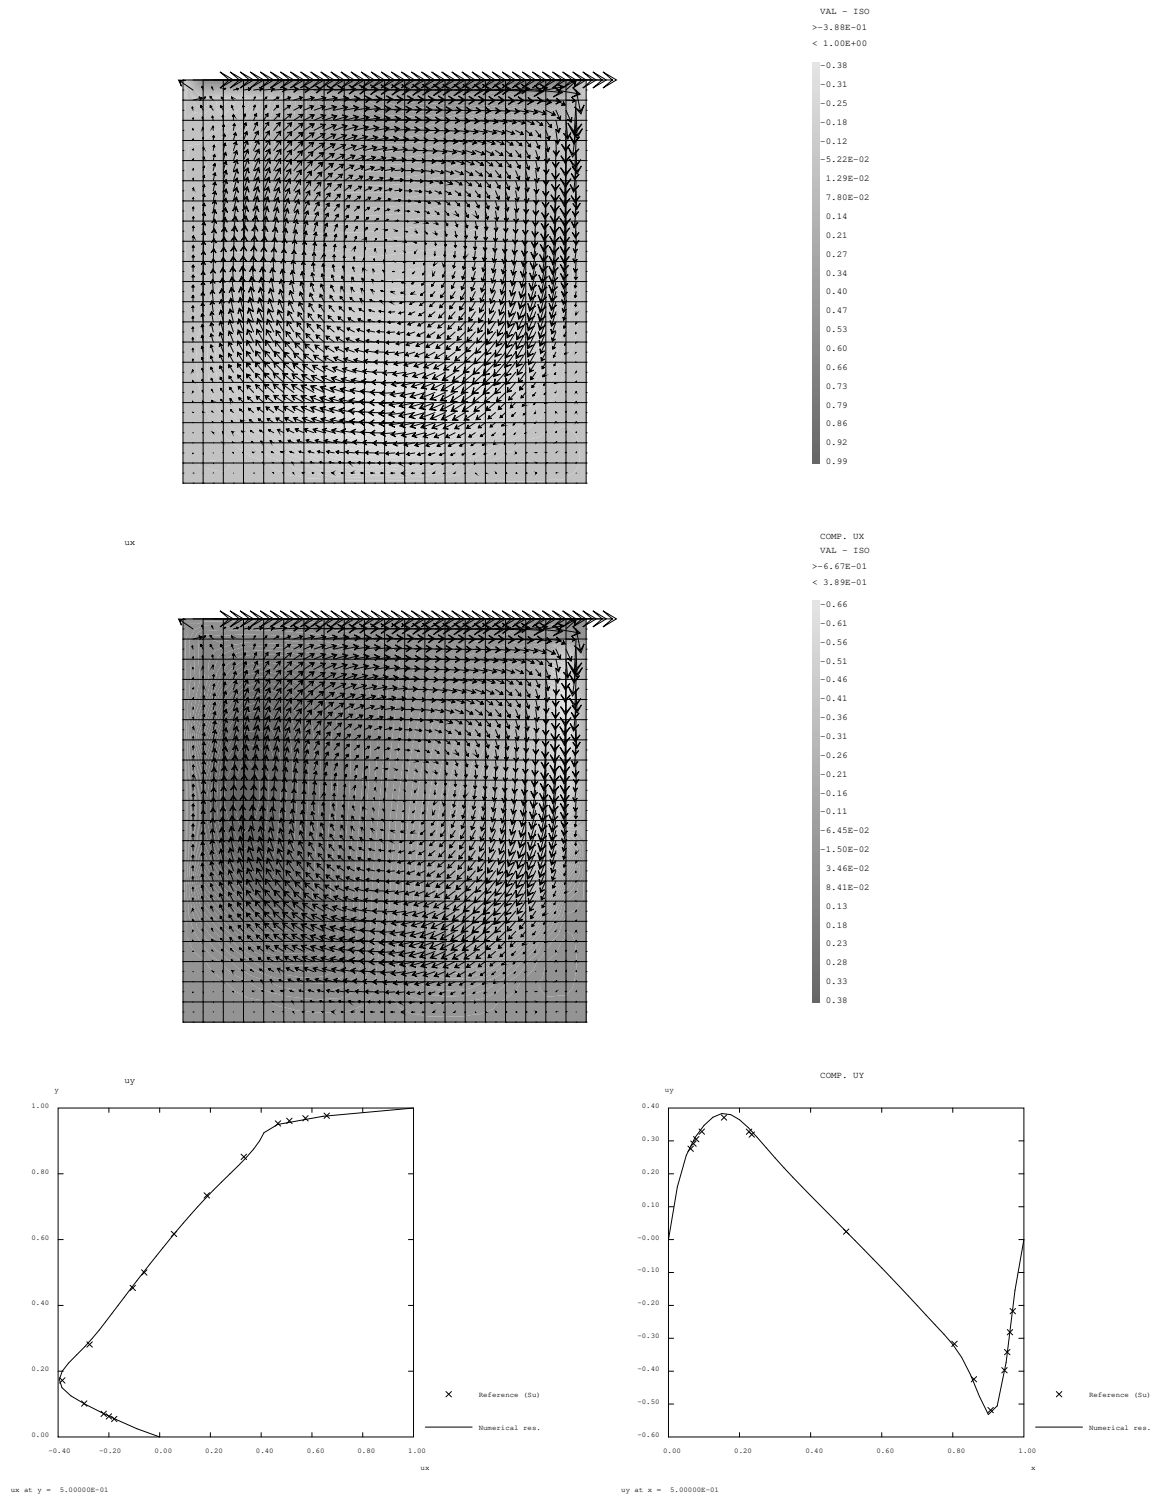 VAL - ISO
>-3.88E-01
< 1.00E+00
-0.38
-0.31
-0.25
-0.18
-0.12
-5.22E-02
1.29E-02
7.80E-02
0.14
0.21
0.27
0.34
0.40
0.47
0.53
0.60
0.66
0.73
0.79
0.86
0.92
0.99
ux
COMP. UX
VAL - ISO
>-6.67E-01
< 3.89E-01
-0.66
-0.61
-0.56
-0.51
-0.46
-0.41
-0.36
-0.31
-0.26
-0.21
-0.16
-0.11
-6.45E-02
-1.50E-02
3.46E-02
8.41E-02
0.13
0.18
0.23
0.28
0.33
0.38
uy
COMP. UY
y
1.00
0.80
0.60
0.40
0.20
0.00
-0.40 -0.20 0.00 0.20 0.40 0.60 0.80 1.00
ux
Reference (Su)
Numerical res.
ux at y = 5.00000E-01
uy
0.40
0.30
0.20
0.10
-0.00
-0.10
-0.20
-0.30
-0.40
-0.50
-0.60
0.00 0.20 0.40 0.60 0.80 1.00
x
Reference (Su)
Numerical res.
uy at x = 5.00000E-01